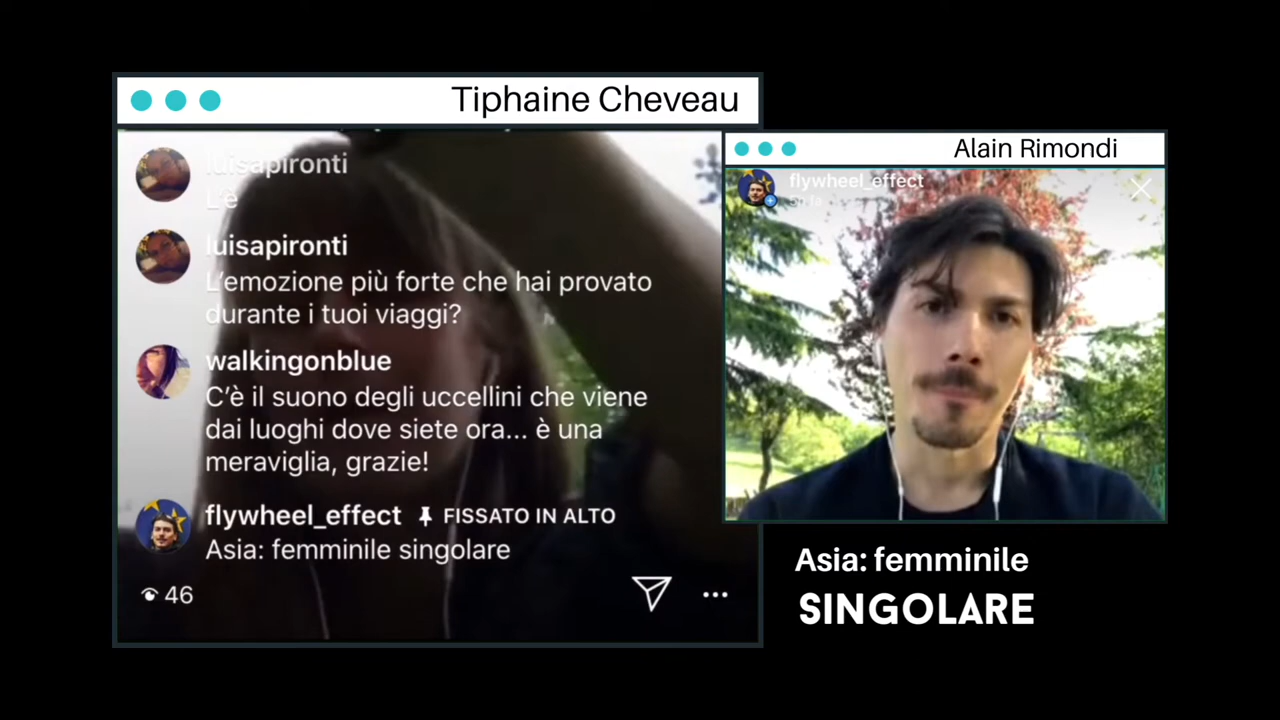 Tiphaine Cheveau
luisapironti
L'è
luisapironti
L'emozione più forte che hai provato
durante i tuoi viaggi?
walkingonblue
C'è il suono degli uccellini che viene
dai luoghi dove siete ora... è una
meraviglia, grazie!
flywheel_effect FISSATO IN ALTO
Asia: femminile singolare
46
Alain Rimondi
flywheel_effect
Asia: femminile
SINGOLARE